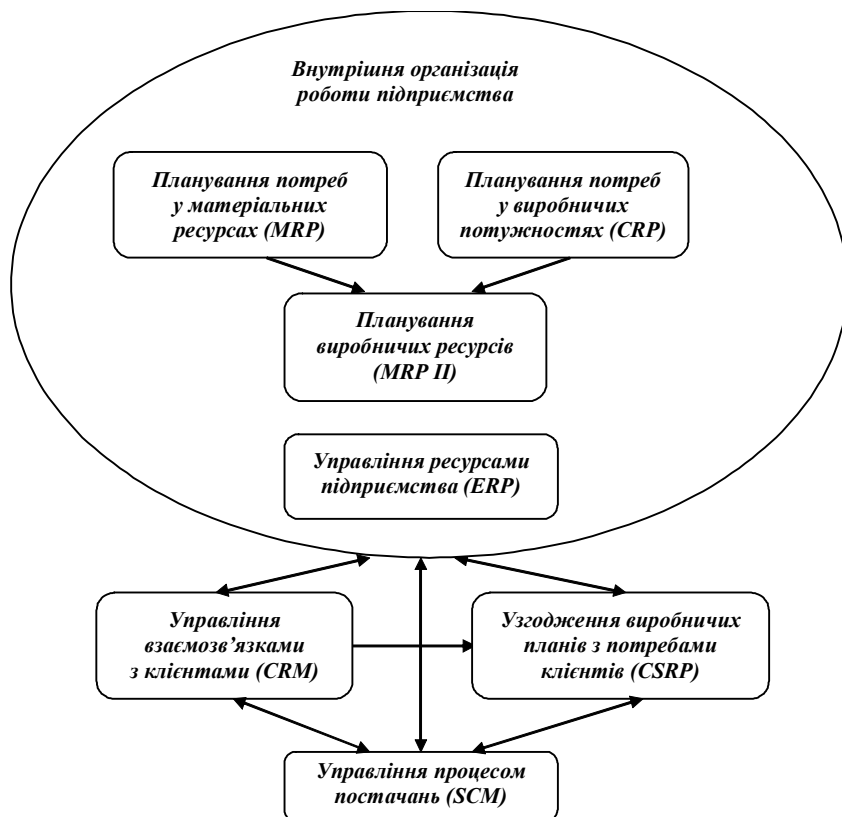 Внутрішня організація
роботи підприємства
Планування потреб
у матеріальних
ресурсах (MRP)
Планування потреб
у виробничих
потужностях (CRP)
Планування
виробничих ресурсів
(MRP II)
Управління ресурсами
підприємства (ERP)
Управління
взаємозв’язками
з клієнтами (CRM)
Узгодження виробничих
планів з потребами
клієнтів (CSRP)
Управління процесом
постачань (SCM)